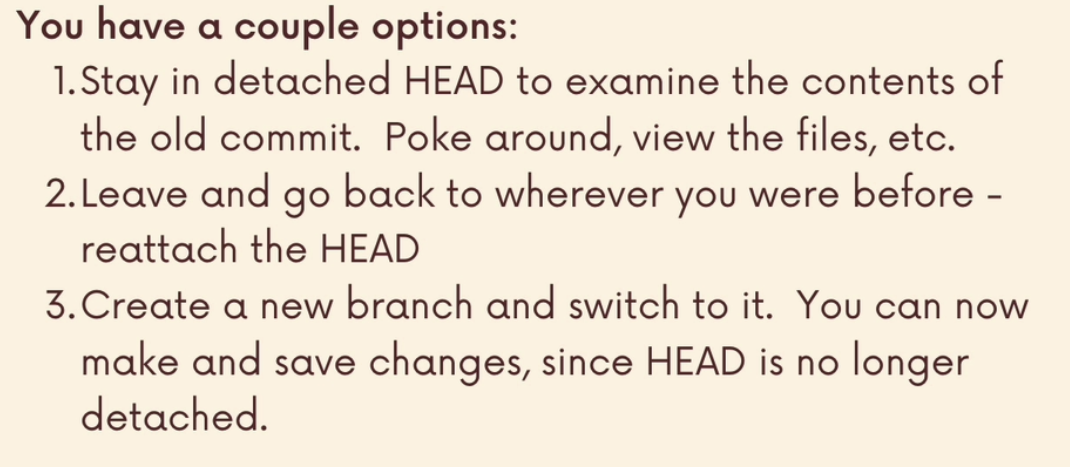 You have a couple options:
1.Stay in detached HEAD to examine the contents of
the old commit.  Poke around, view the files, etc.
2.Leave and go back to wherever you were before -
reattach the HEAD
3.Create a new branch and switch to it.  You can now
make and save changes, since HEAD is no longer
detached.